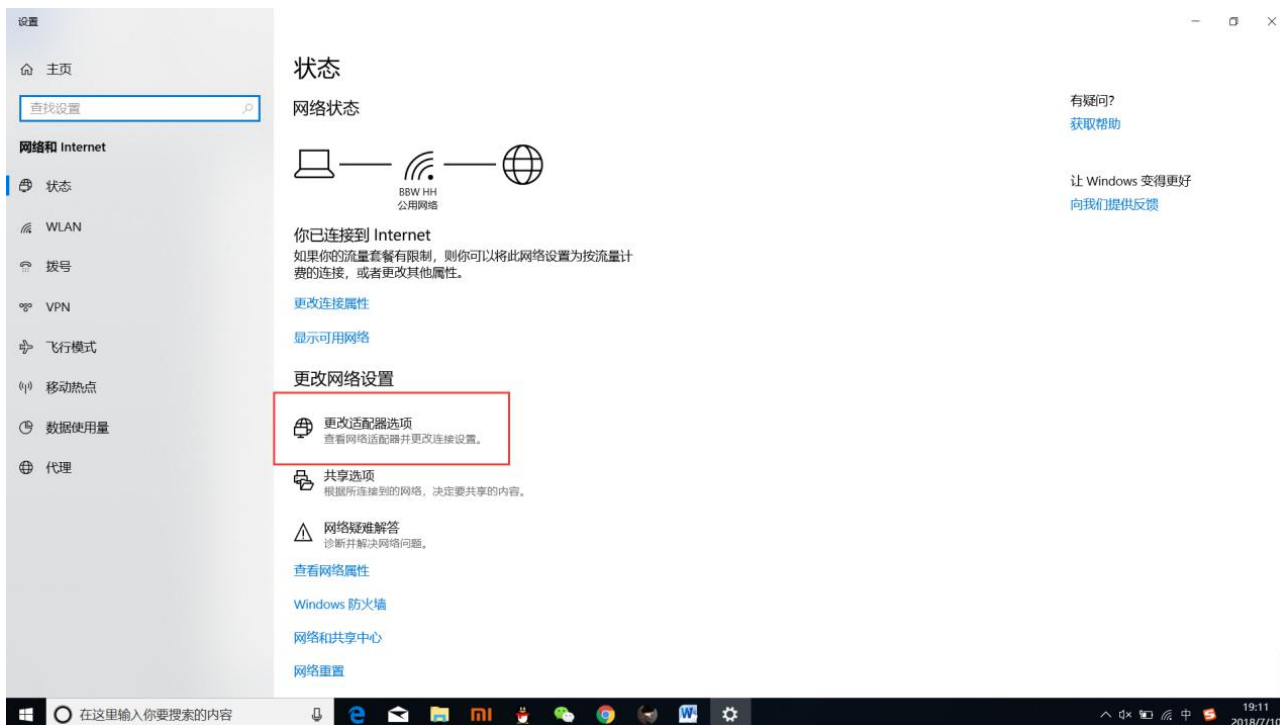 设置
主页
查找设置
网络和 Internet
状态
WLAN
拨号
VPN
飞行模式
移动热点
数据使用量
代理
状态
网络状态
BBW HH
公用网络
你已连接到 Internet
如果你的流量套餐有限制，则你可以将此网络设置为按流量计
费的连接，或者更改其他属性。
更改连接属性
显示可用网络
更改网络设置
更改适配器选项
查看网络适配器并更改连接设置。
共享选项
根据所连接到的网络，决定要共享的内容。
网络疑难解答
诊断并解决网络问题。
查看网络属性
Windows 防火墙
网络和共享中心
网络重置
有疑问?
获取帮助
让 Windows 变得更好
向我们提供反馈
在这里输入你要搜索的内容
中
19:11
2018/7/10